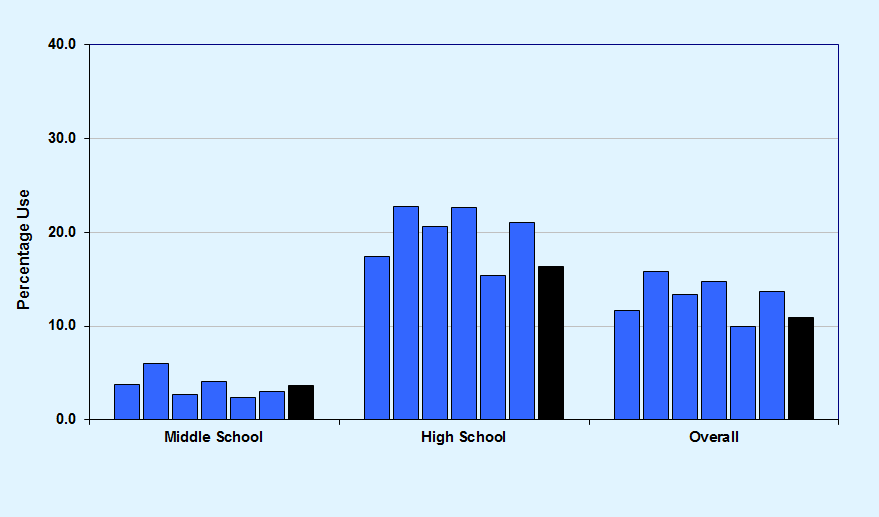 40.0
30.0
20.0
10.0
0.0
Percentage Use
Middle School
High School
Overall